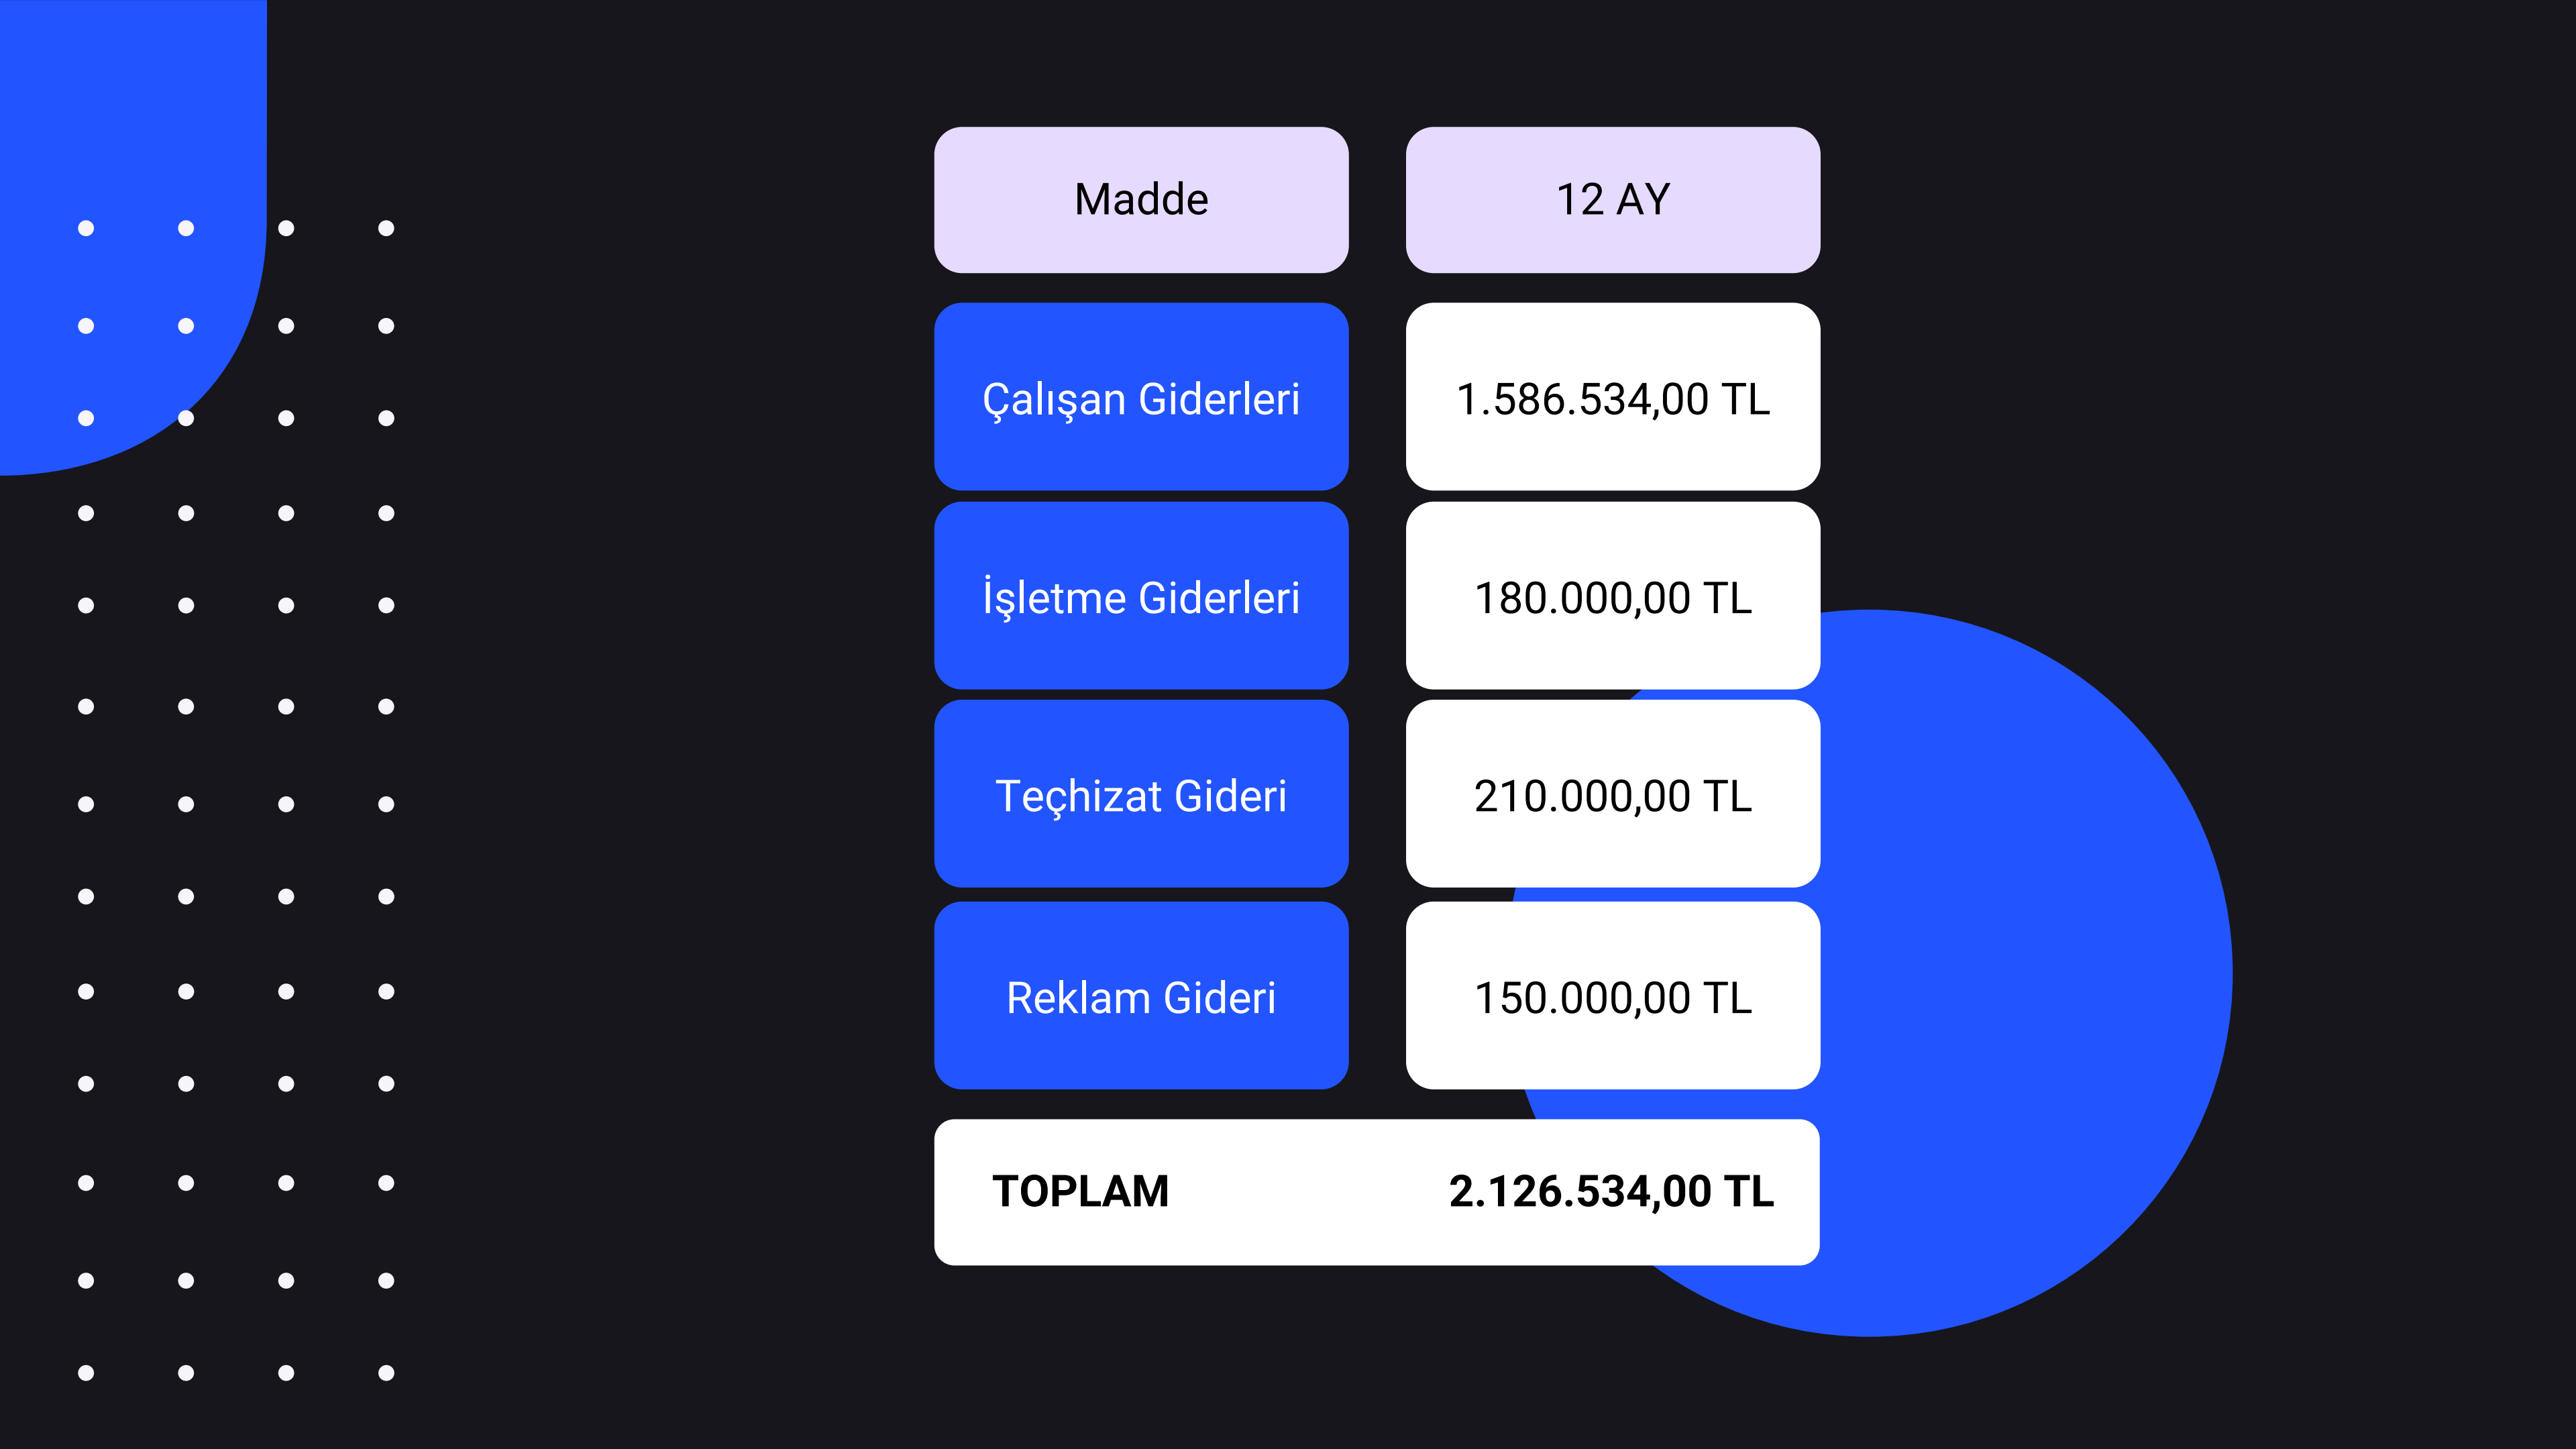 Madde 12 AY
Çalışan Giderleri 1.586.534,00 TL
İşletme Giderleri 180.000,00 TL
Teçhizat Gideri 210.000,00 TL
Reklam Gideri 150.000,00 TL
TOPLAM 2.126.534,00 TL